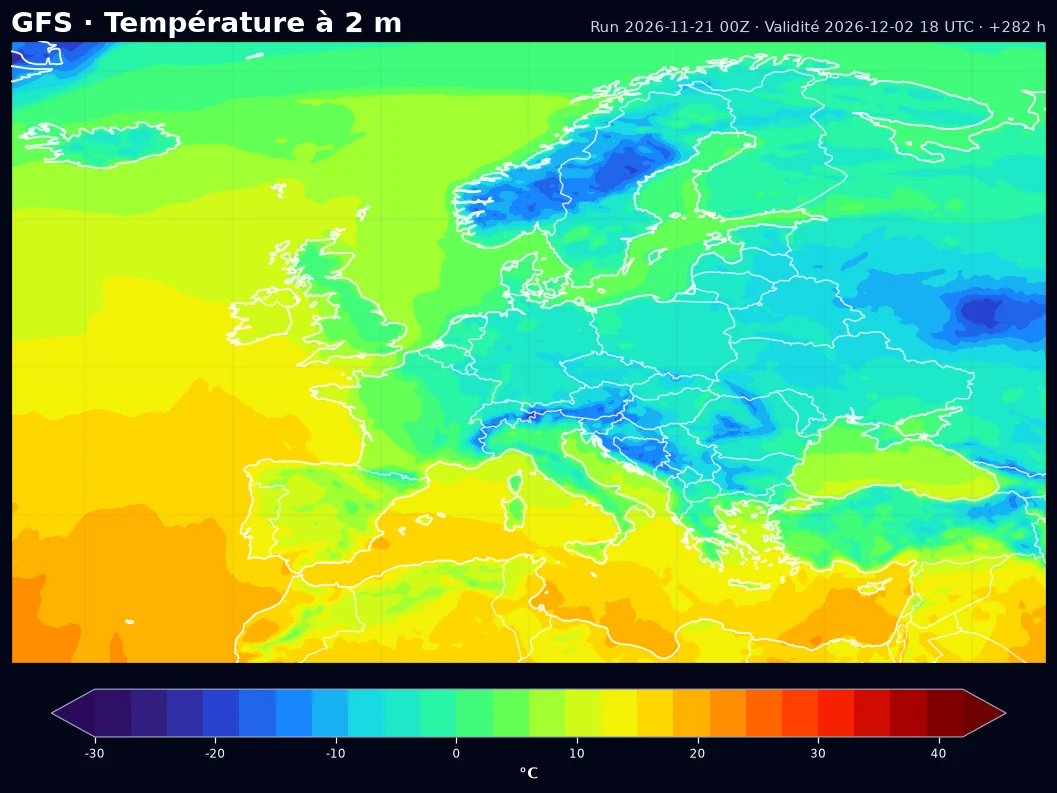 GFS · Température à 2 m
Run 2026-11-21 00Z · Validité 2026-12-02 18 UTC · +282 h
-30 -20 -10 0 10 20 30 40
°C